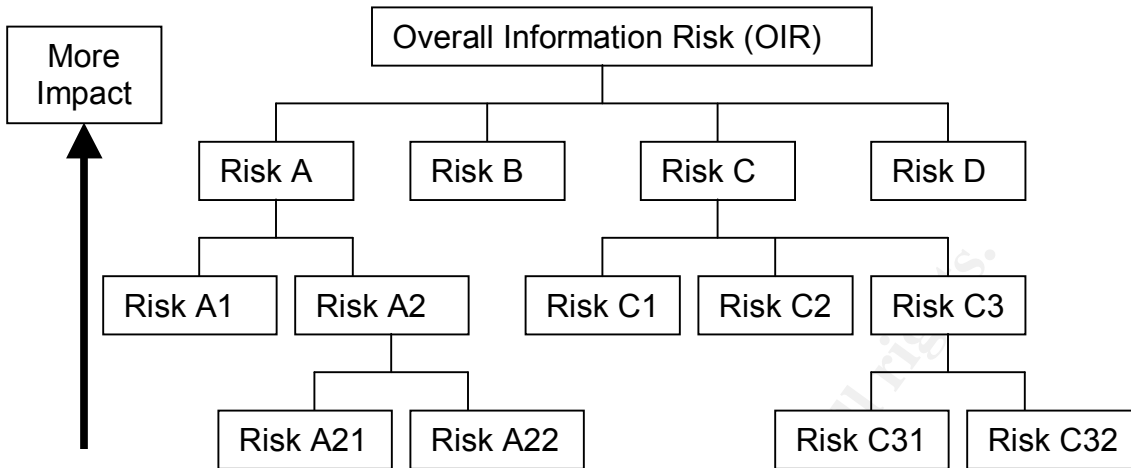 Overall Information Risk (OIR)
More
Impact
Risk A
Risk B
Risk C
Risk D
Risk A1
Risk A2
Risk C1
Risk C2
Risk C3
Risk A21
Risk A22
Risk C31
Risk C32
rights.